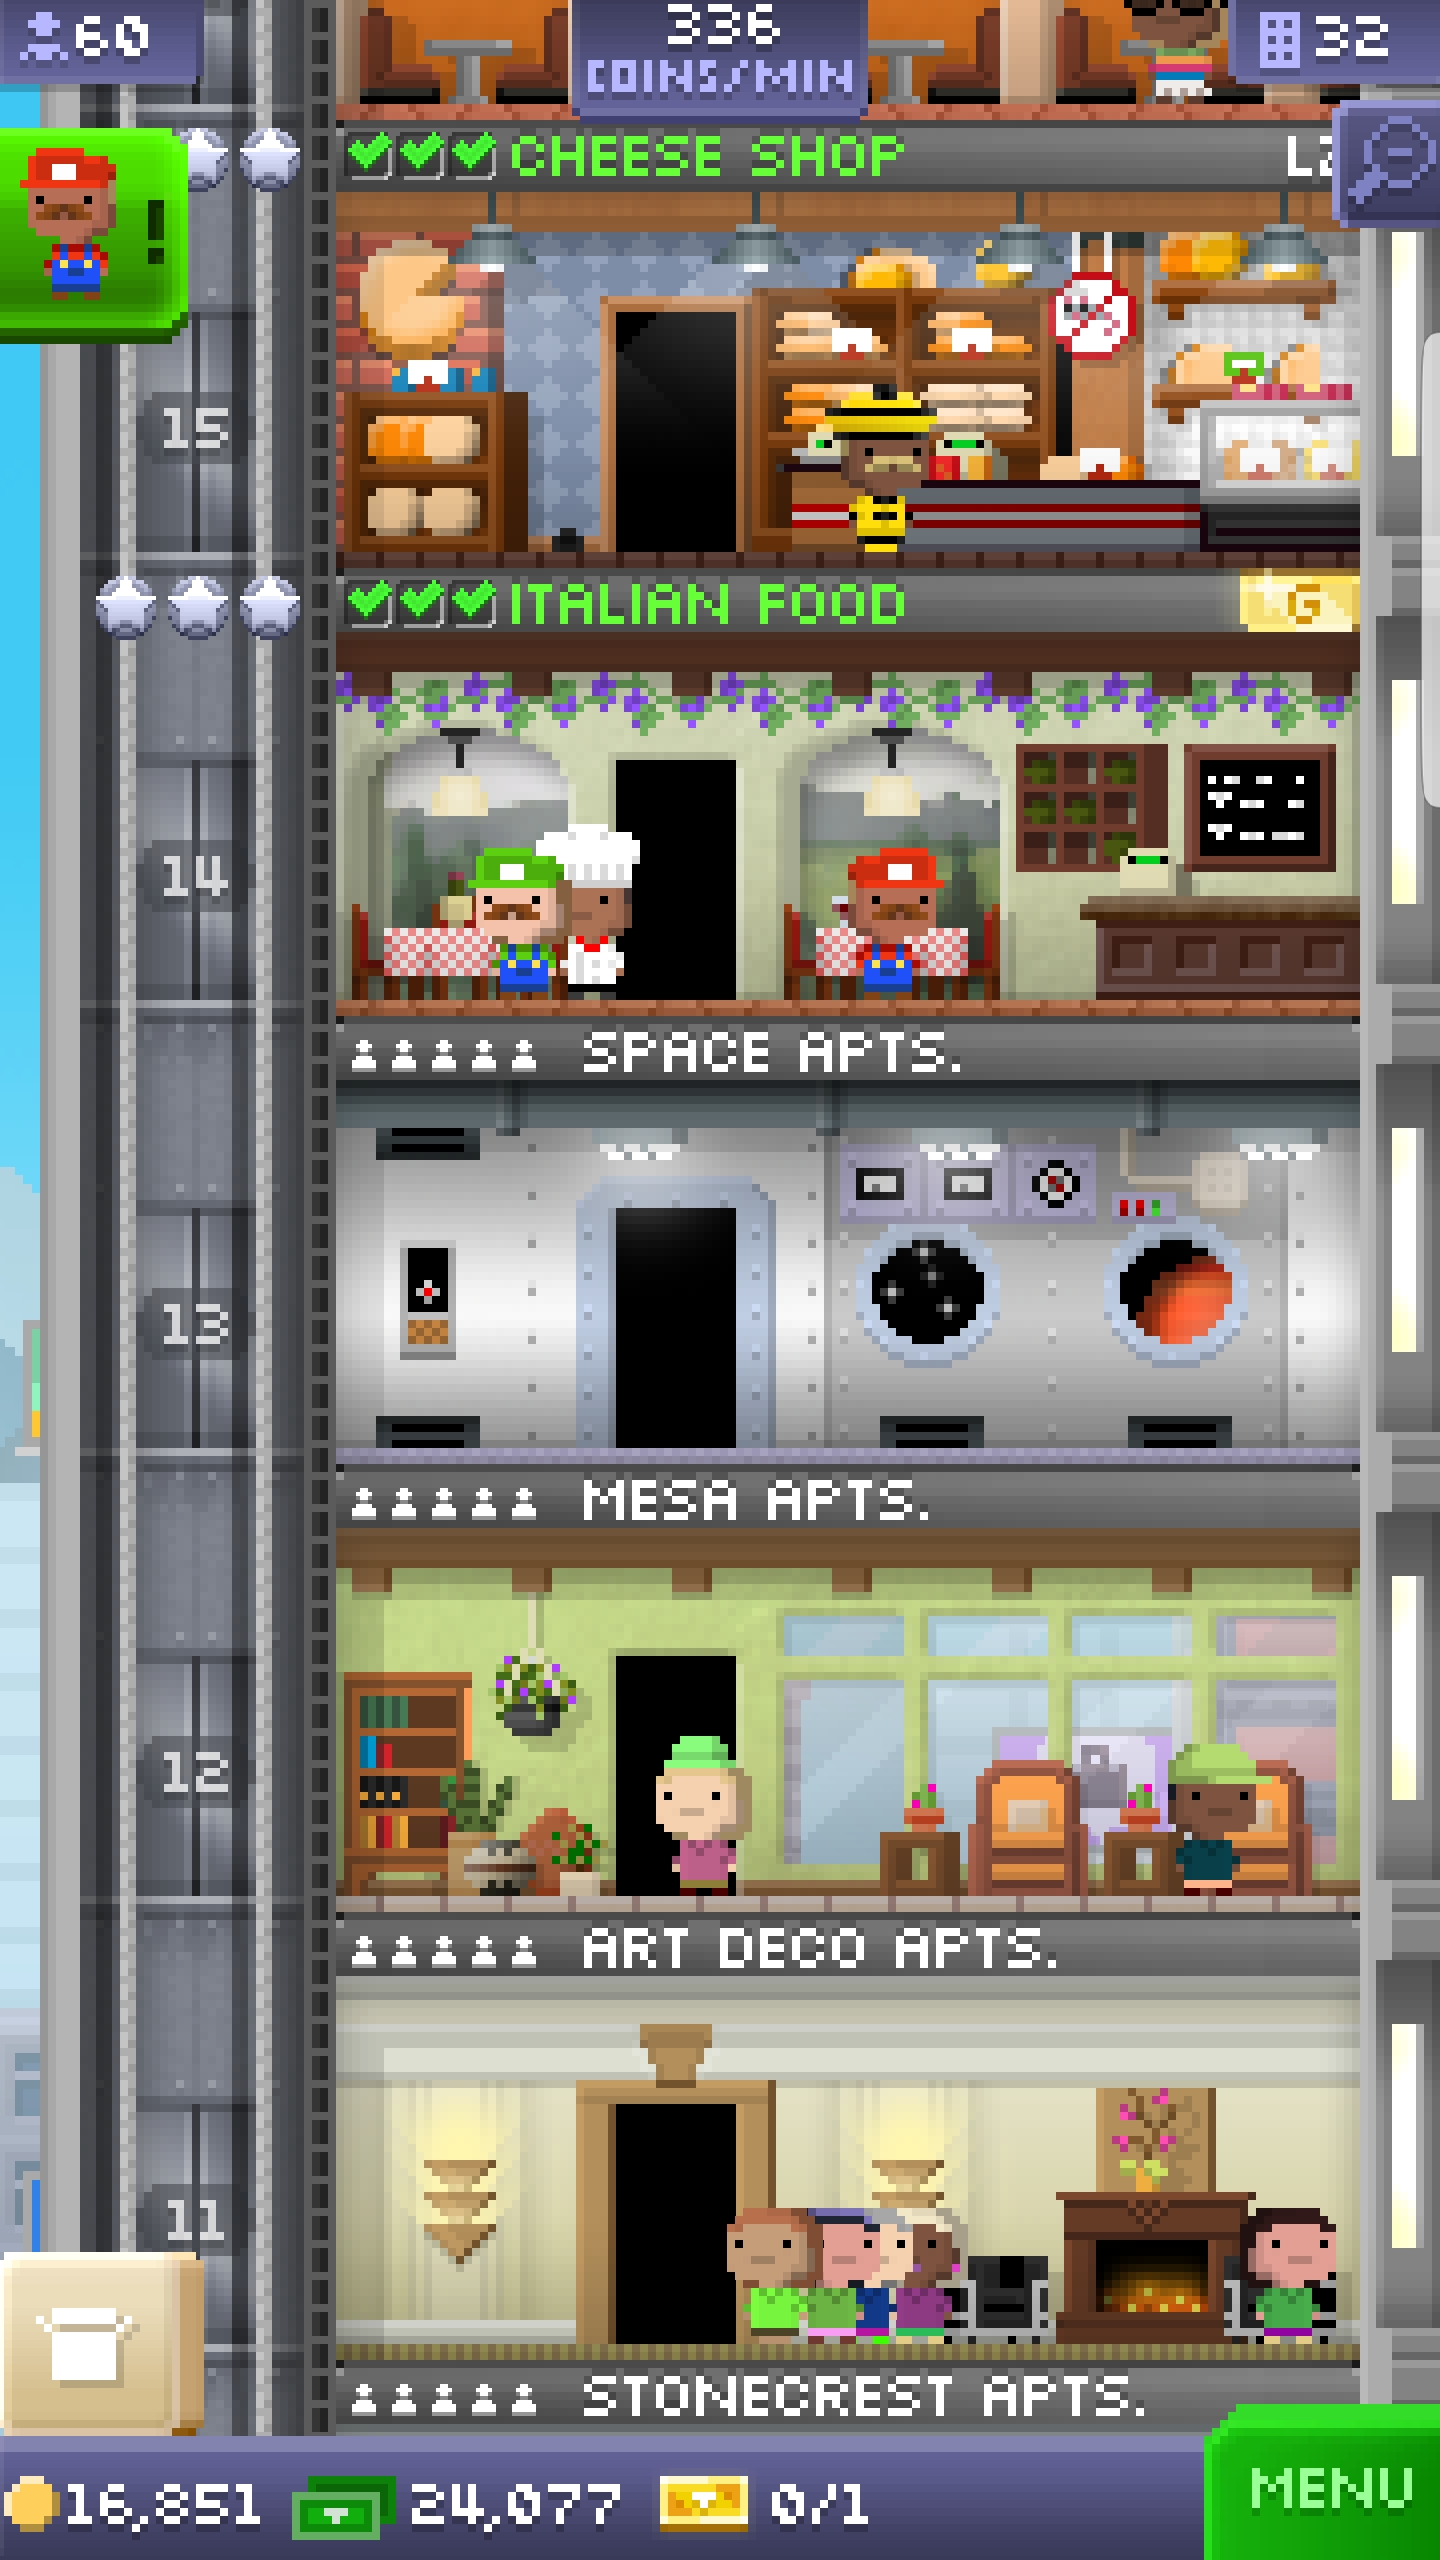 60
336
COINS/MIN
32
CHEESE SHOP
!
15
ITALIAN FOOD
G
14
SPACE APTS.
13
MESA APTS.
12
ART DECO APTS.
11
STONECREST APTS.
16,851
24,077
0/1
MENU